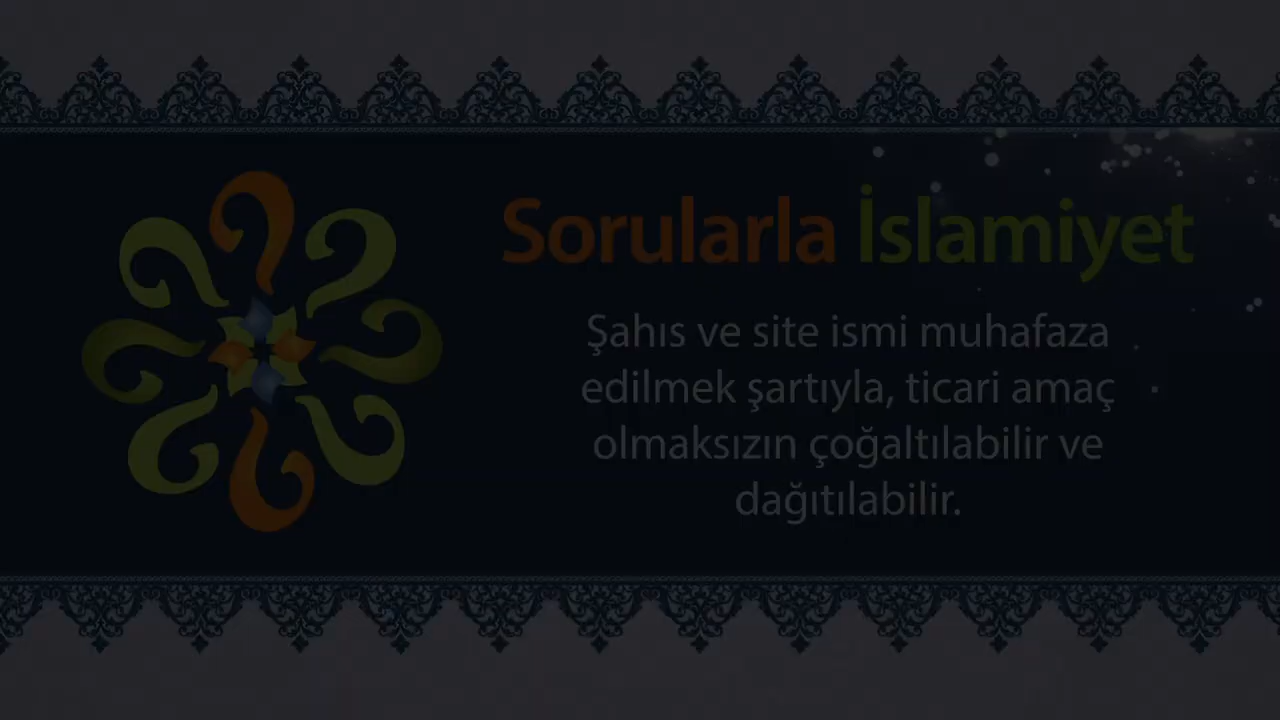 Sorularla İslamiyet
Şahıs ve site ismi muhafaza
edilmek şartıyla, ticari amaç
olmaksızın çoğaltılabilir ve
dağıtılabilir.